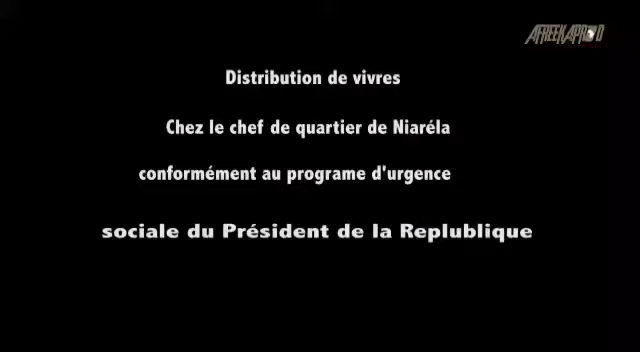 AFREEKAPROD
Distribution de vivres
Chez le chef de quartier de Niaréla
conformément au programe d'urgence
sociale du Président de la Replublique